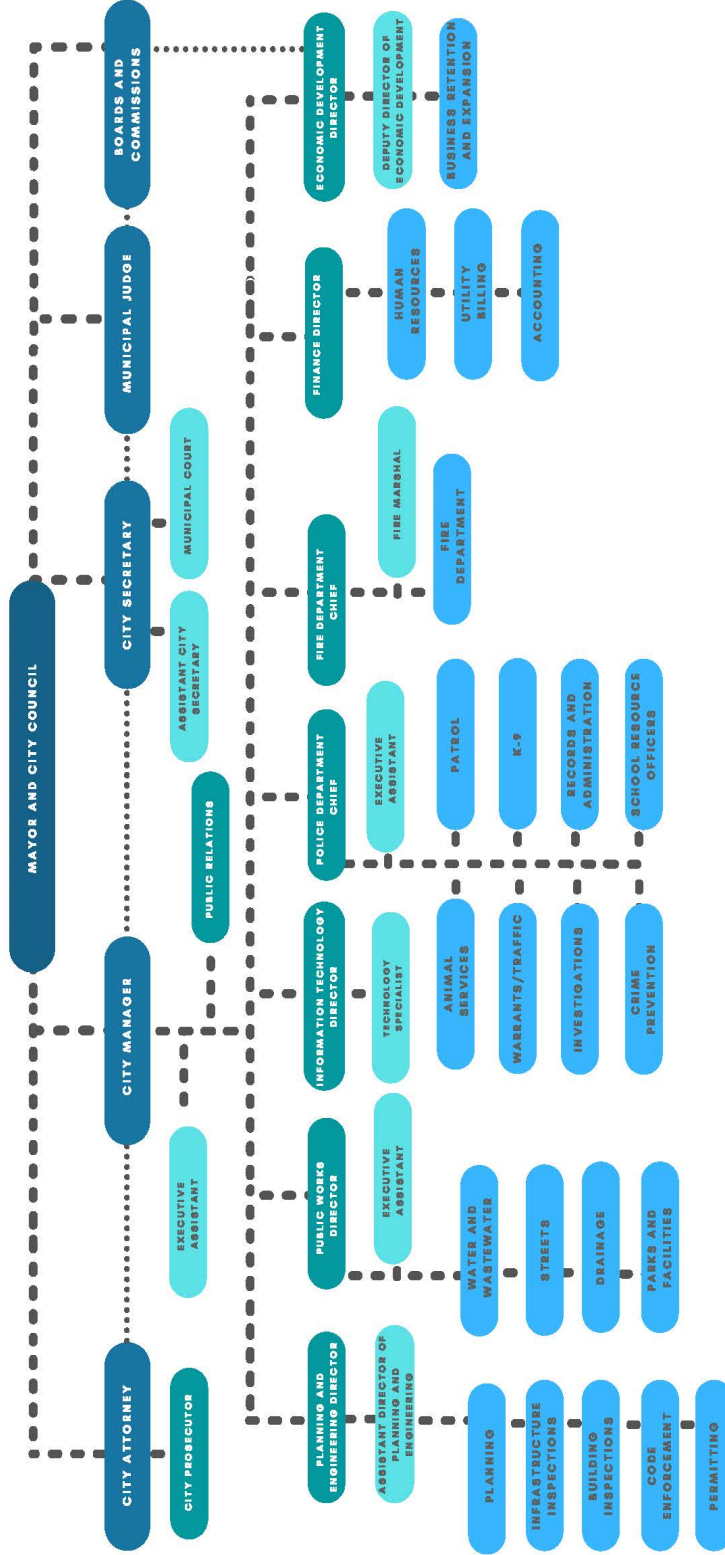 MAYOR AND CITY COUNCIL
CITY ATTORNEY
CITY MANAGER
CITY SECRETARY
MUNICIPAL JUDGE
BOARDS AND
COMMISSIONS
CITY PROSECUTOR
EXECUTIVE
ASSISTANT
PUBLIC RELATIONS
ASSISTANT CITY
SECRETARY
MUNICIPAL COURT
PLANNING AND
ENGINEERING DIRECTOR
PUBLIC WORKS
DIRECTOR
INFORMATION TECHNOLOGY
DIRECTOR
POLICE DEPARTMENT
CHIEF
FIRE DEPARTMENT
CHIEF
FINANCE DIRECTOR
ECONOMIC DEVELOPMENT
DIRECTOR
ASSISTANT DIRECTOR OF
PLANNING AND
ENGINEERING
PLANNING
INFRASTRUCTURE
INSPECTIONS
BUILDING
INSPECTIONS
CODE
ENFORCEMENT
PERMITTING
EXECUTIVE
ASSISTANT
WATER AND
WASTEWATER
STREETS
DRAINAGE
PARKS AND
FACILITIES
TECHNOLOGY
SPECIALIST
EXECUTIVE
ASSISTANT
ANIMAL
SERVICES
PATROL
WARRANTS/TRAFFIC
K-9
INVESTIGATIONS
RECORDS AND
ADMINISTRATION
CRIME
PREVENTION
SCHOOL RESOURCE
OFFICERS
FIRE MARSHAL
FIRE
DEPARTMENT
HUMAN
RESOURCES
UTILITY
BILLING
ACCOUNTING
DEPUTY DIRECTOR OF
ECONOMIC DEVELOPMENT
BUSINESS RETENTION
AND EXPANSION